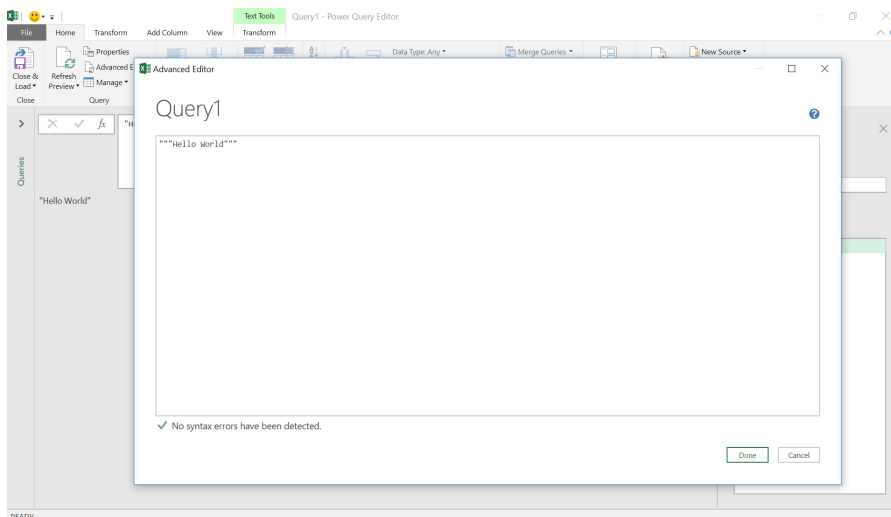 Text Tools
Query1 - Power Query Editor
File
Home
Transform
Add Column
View
Transform
Properties
Advanced E
Manage
Close &
Load
Refresh
Preview
Data Type: Any
Merge Queries
New Source
Close
Query
Advanced Editor
Query1
fx
"H
"""Hello World"""
Queries
"Hello World"
No syntax errors have been detected.
Done
Cancel
READY